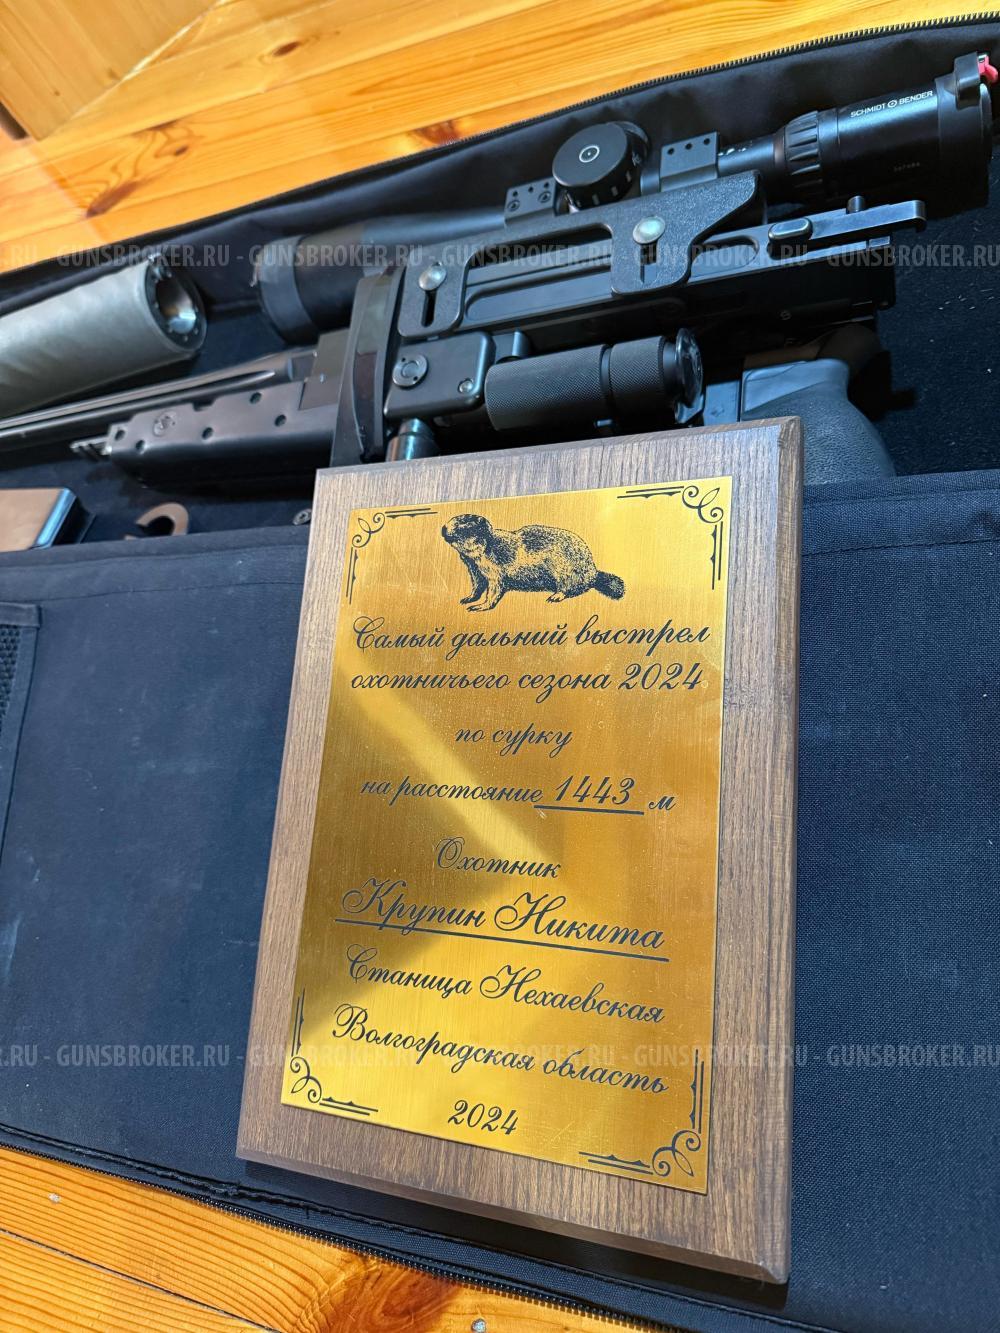 SCHMIDT BENDER
.RU - GUNSBROKER.RU - GUNSBROKER.RU - GUNSBROKER.RU - GUNSBROKER.RU - GUNSBROKER.RU
Самый дальний выстрел
охотничьего сезона 2024
по сурку
на расстояние 1443 м
Охотник
Крупин Никита
Станица Нехаевская
.RU - GUNSBROKER.RU - GUNSBROKER.RU - GUNSBROKER.RU - GUNSBROKER.RU - GUNSBROKER.RU
Волгоградская область
2024